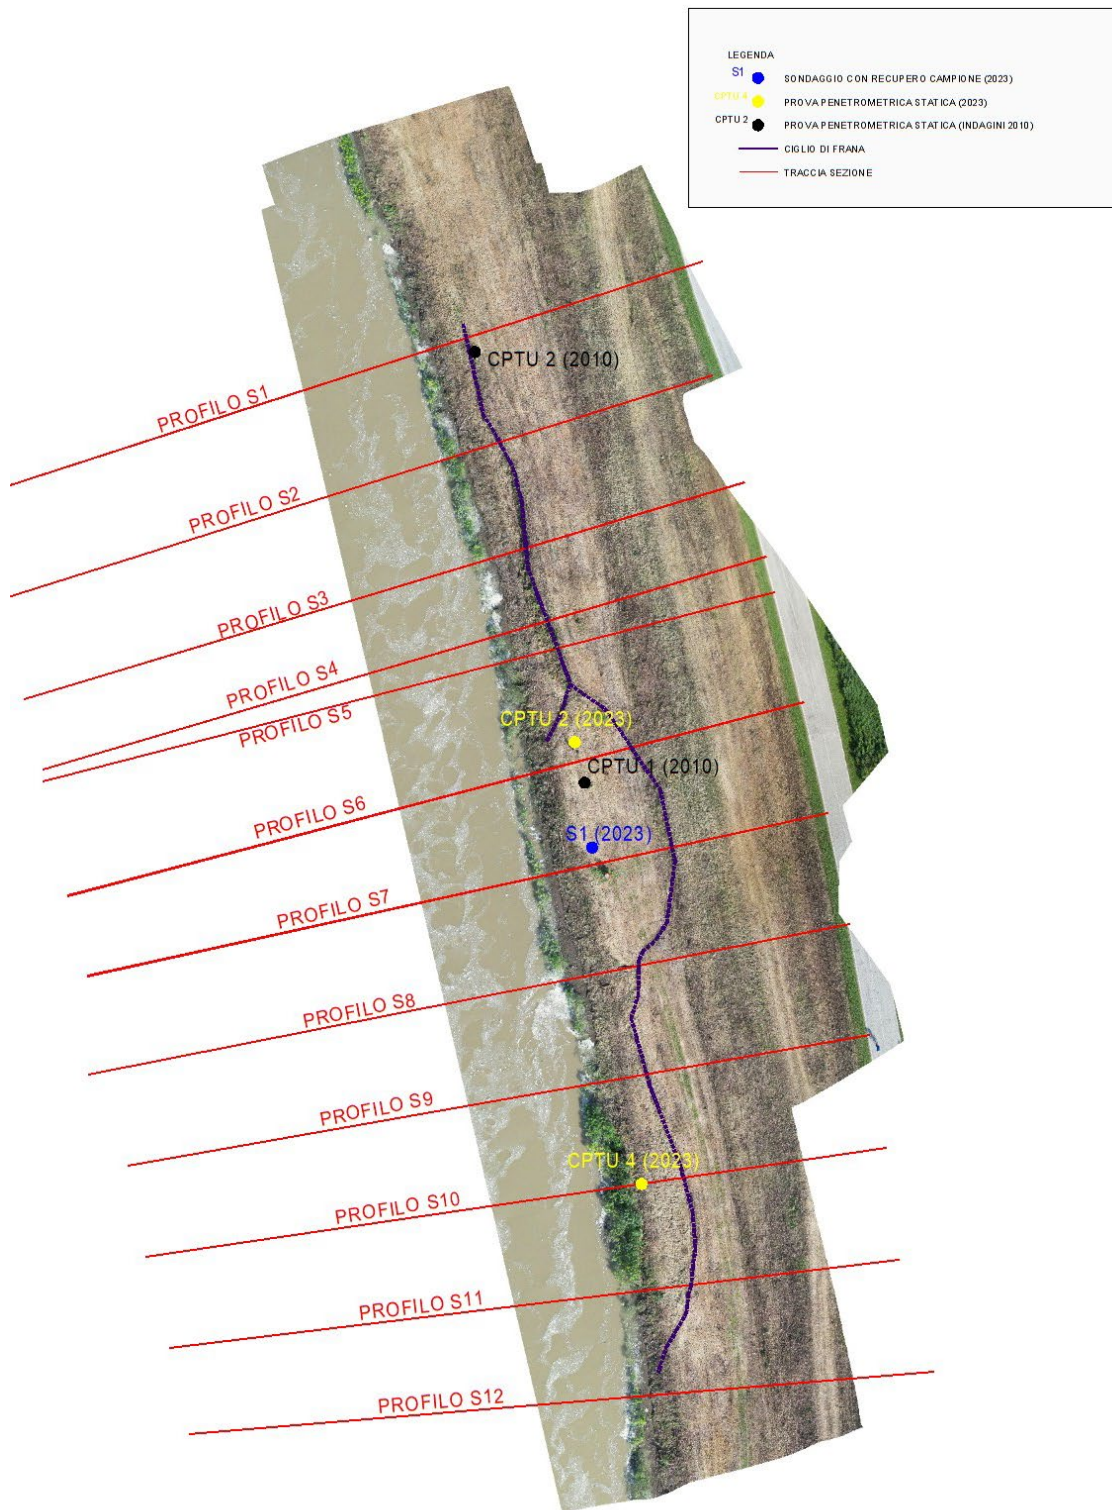 LEGENDA
S1 SONDAGGIO CON RECUPERO CAMPIONE (2023)
CPTU 4 PROVA PENETROMETRICA STATICA (2023)
CPTU 2 PROVA PENETROMETRICA STATICA (INDAGINI 2010)
CIGLIO DI FRANA
TRACCIA SEZIONE
CPTU 2 (2010)
PROFILO S1
PROFILO S2
PROFILO S3
PROFILO S4
PROFILO S5
CPTU 2 (2023)
CPTU 1 (2010)
PROFILO S6
S1 (2023)
PROFILO S7
PROFILO S8
PROFILO S9
CPTU 4 (2023)
PROFILO S10
PROFILO S11
PROFILO S12